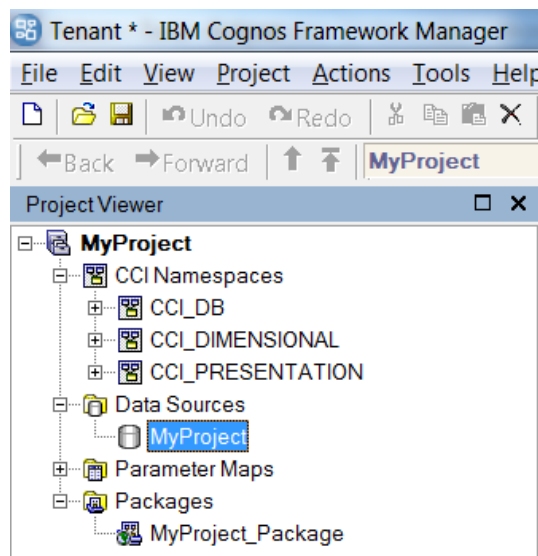 Tenant * - IBM Cognos Framework Manager
File Edit View Project Actions Tools Help
Undo Redo
Back Forward MyProject
Project Viewer
MyProject
CCI Namespaces
CCI_DB
CCI_DIMENSIONAL
CCI_PRESENTATION
Data Sources
MyProject
Parameter Maps
Packages
MyProject_Package